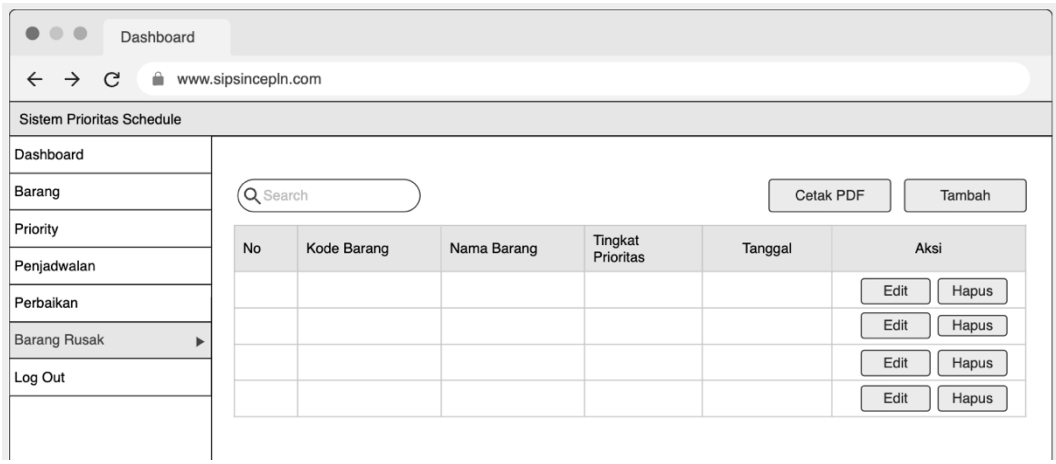 Dashboard
www.sipsincepln.com
Sistem Prioritas Schedule
Dashboard
Barang
Priority
Penjadwalan
Perbaikan
Barang Rusak
Log Out
Search
Cetak PDF
Tambah
No
Kode Barang
Nama Barang
Tingkat
Prioritas
Tanggal
Aksi
Edit
Hapus
Edit
Hapus
Edit
Hapus
Edit
Hapus